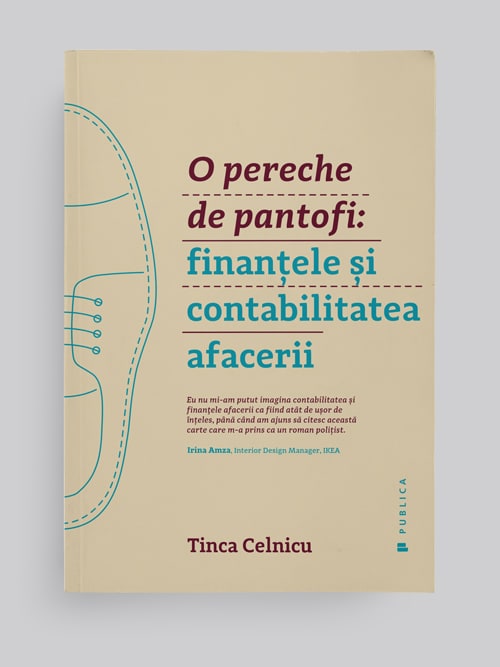 O pereche
de pantofi:
finanțele și
contabilitatea
afacerii
Eu nu mi-am putut imagina contabilitatea și
finanțele afacerii ca fiind atât de ușor de
înțeles, până când am ajuns să citesc această
carte care m-a prins ca un roman polițist.
Irina Amza, Interior Design Manager, IKEA
PUBLICA
Tinca Celnicu